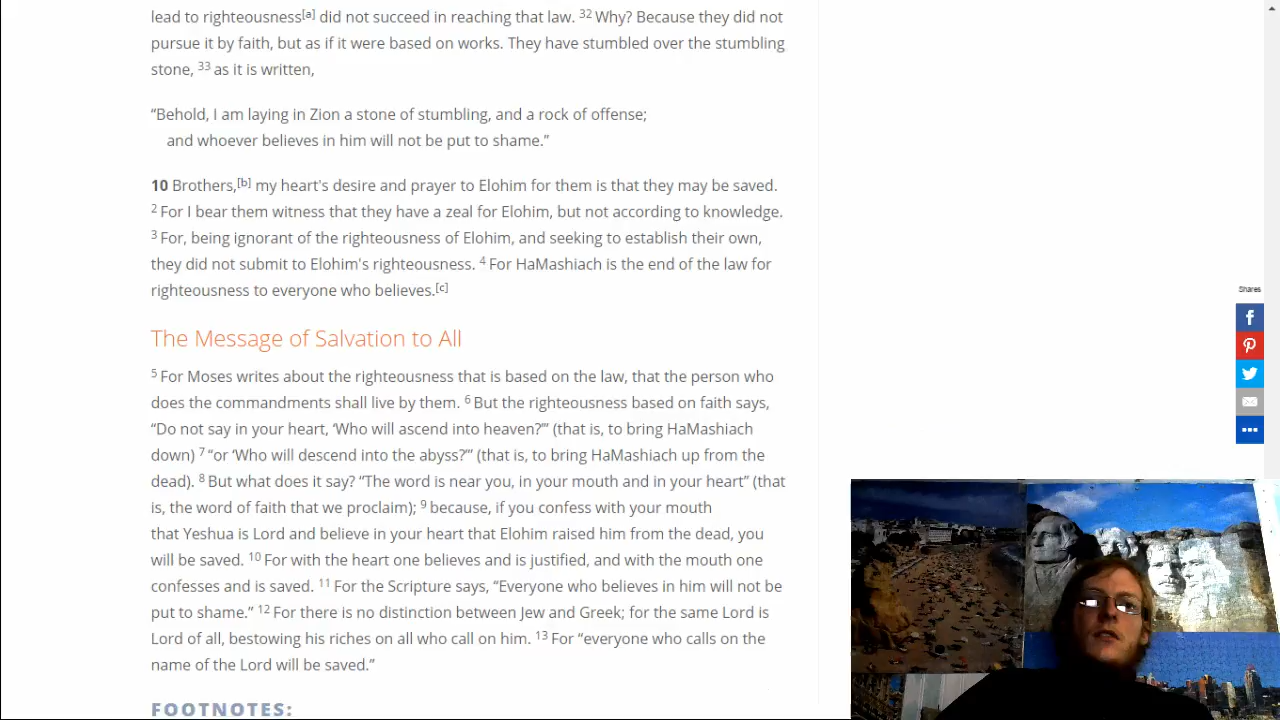 lead to righteousness[a] did not succeed in reaching that law. 32 Why? Because they did not
pursue it by faith, but as if it were based on works. They have stumbled over the stumbling
stone, 33 as it is written,
“Behold, I am laying in Zion a stone of stumbling, and a rock of offense;
and whoever believes in him will not be put to shame.”
10 Brothers,[b] my heart's desire and prayer to Elohim for them is that they may be saved.
2 For I bear them witness that they have a zeal for Elohim, but not according to knowledge.
3 For, being ignorant of the righteousness of Elohim, and seeking to establish their own,
they did not submit to Elohim's righteousness. 4 For HaMashiach is the end of the law for
righteousness to everyone who believes.[c]
Shares
The Message of Salvation to All
5 For Moses writes about the righteousness that is based on the law, that the person who
does the commandments shall live by them. 6 But the righteousness based on faith says,
“Do not say in your heart, ‘Who will ascend into heaven?’” (that is, to bring HaMashiach
down) 7 “or ‘Who will descend into the abyss?’” (that is, to bring HaMashiach up from the
dead). 8 But what does it say? “The word is near you, in your mouth and in your heart” (that
is, the word of faith that we proclaim); 9 because, if you confess with your mouth
that Yeshua is Lord and believe in your heart that Elohim raised him from the dead, you
will be saved. 10 For with the heart one believes and is justified, and with the mouth one
confesses and is saved. 11 For the Scripture says, “Everyone who believes in him will not be
put to shame.” 12 For there is no distinction between Jew and Greek; for the same Lord is
Lord of all, bestowing his riches on all who call on him. 13 For “everyone who calls on the
name of the Lord will be saved.”
FOOTNOTES: